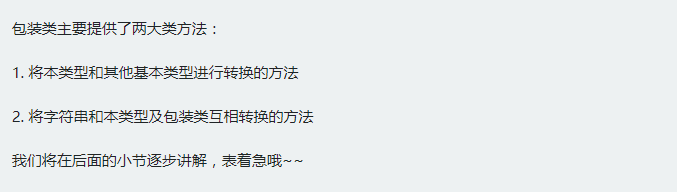 包装类主要提供了两大类方法：
1. 将本类型和其他基本类型进行转换的方法
2. 将字符串和本类型及包装类互相转换的方法
我们将在后面的小节逐步讲解，表着急哦~~